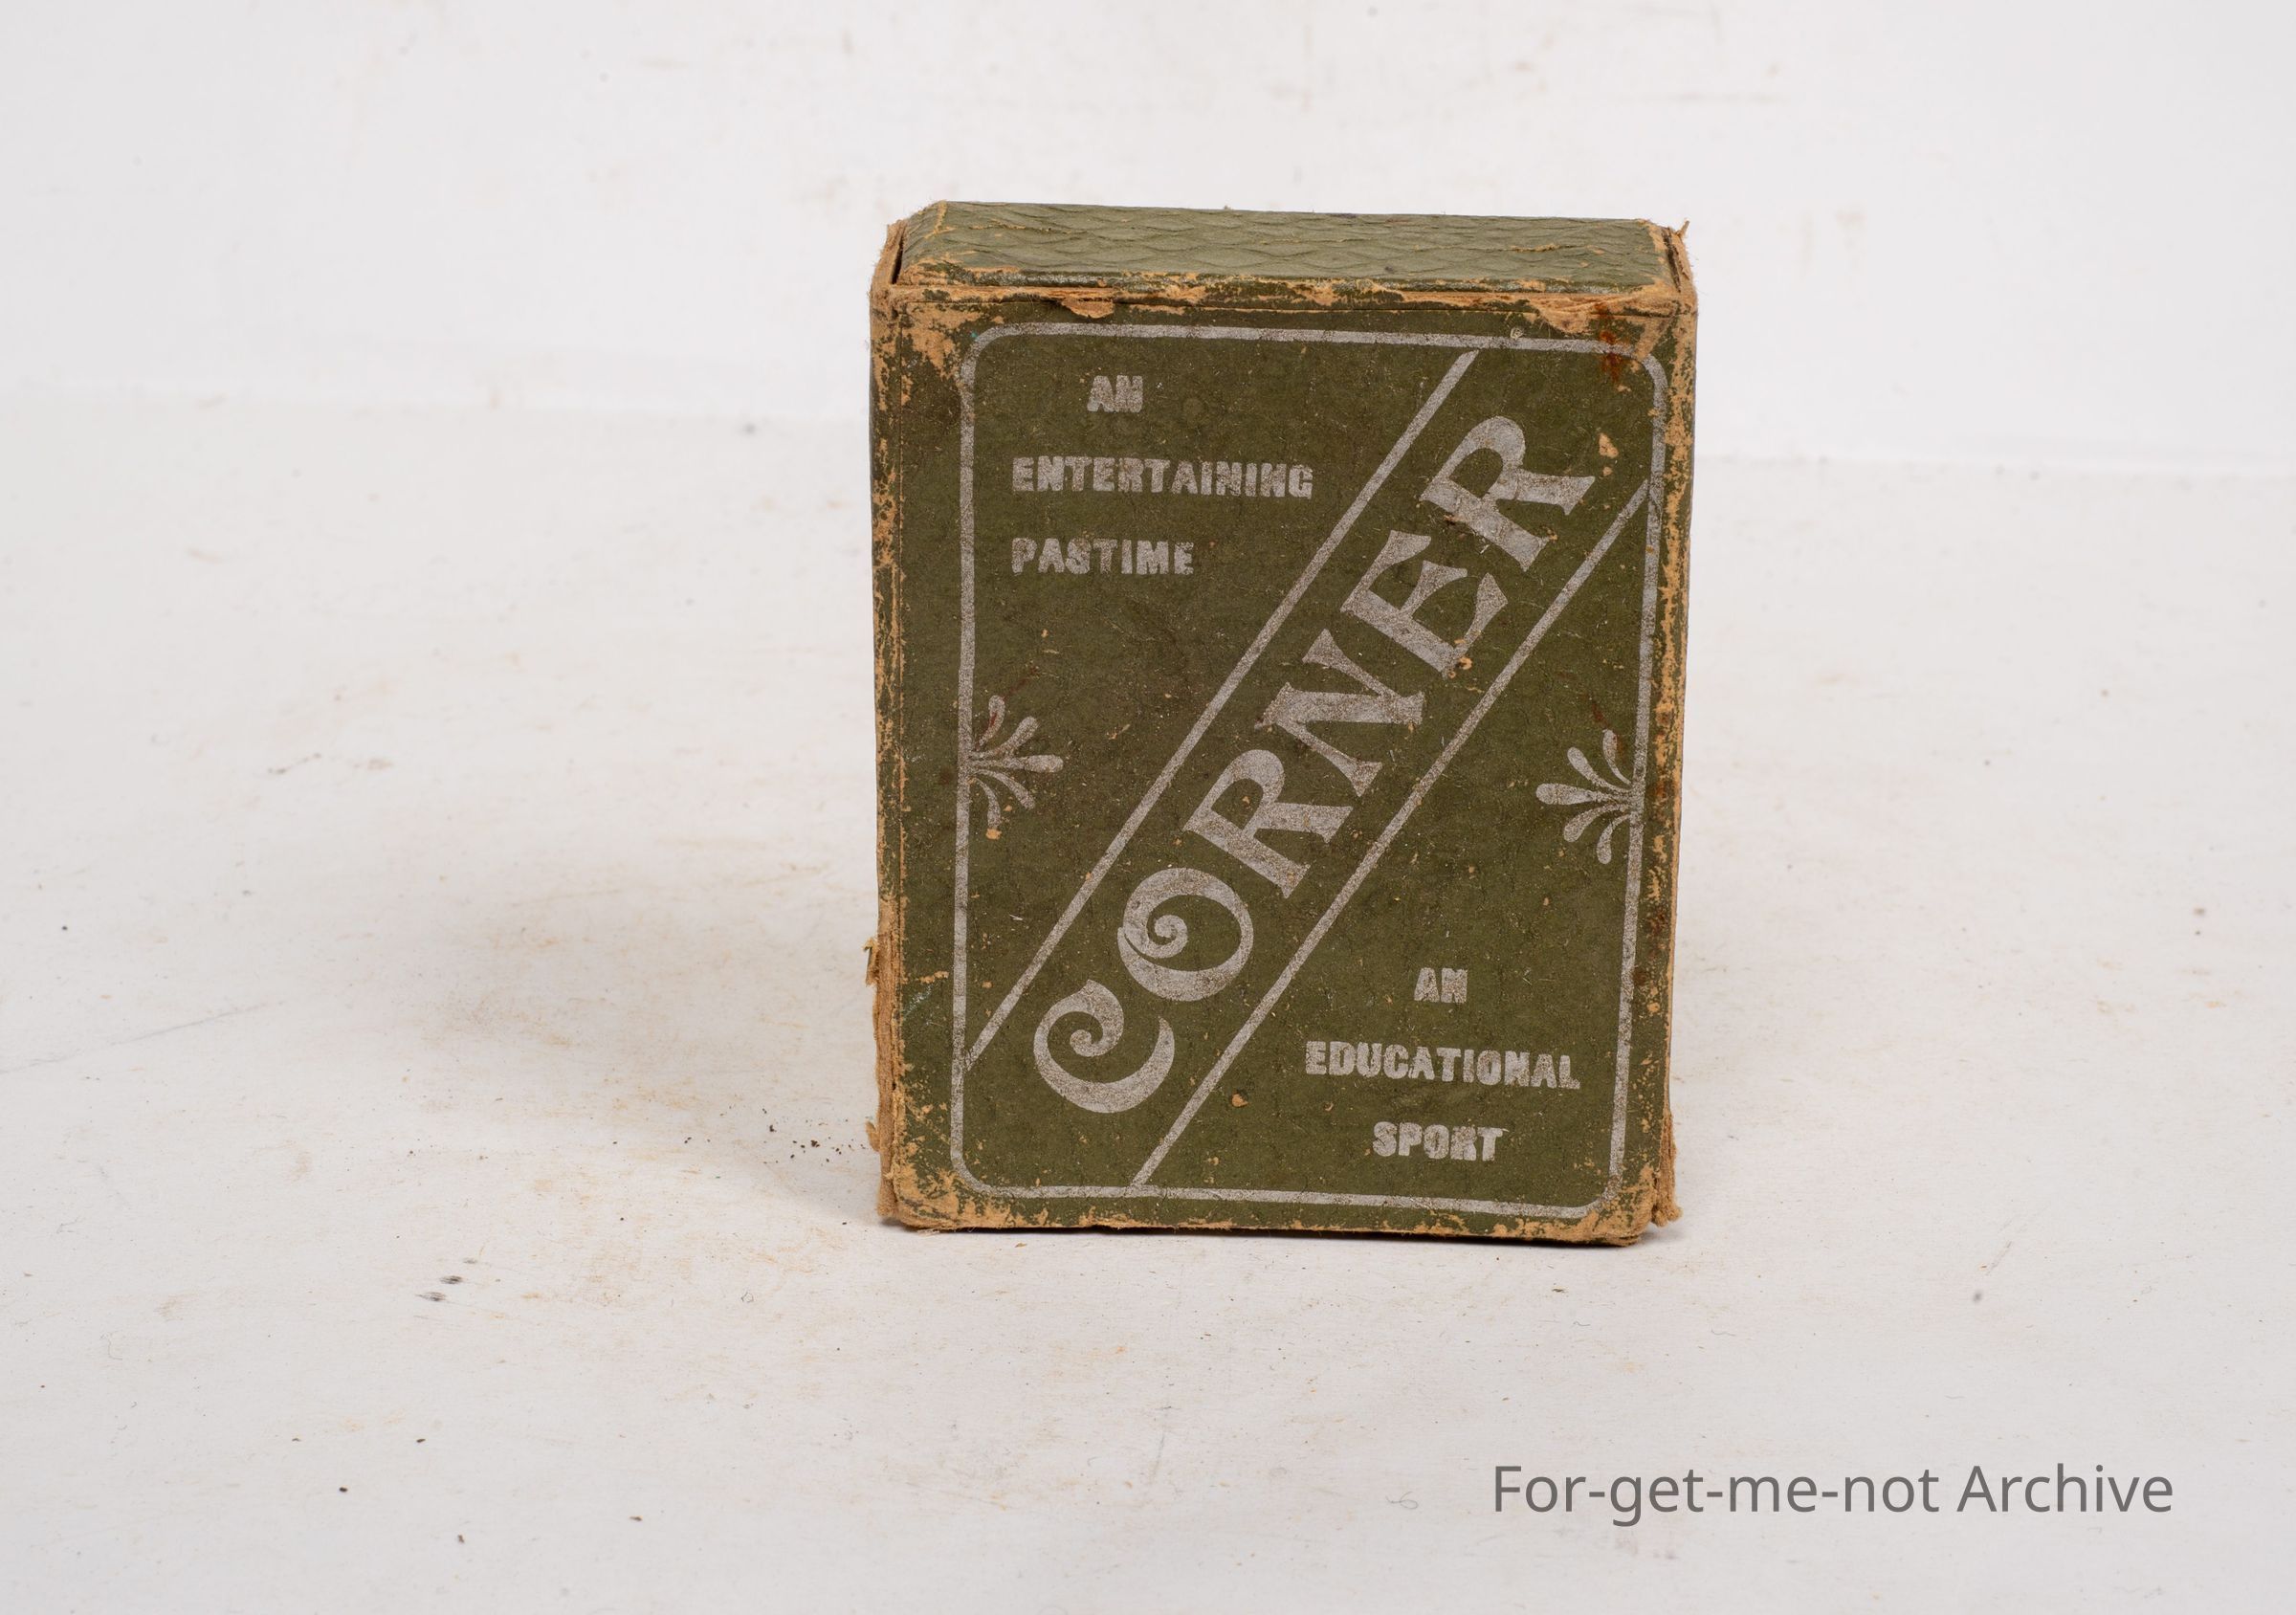 AN
ENTERTAINING
PASTIME
CORNER
AN
EDUCATIONAL
SPORT
For-get-me-not Archive